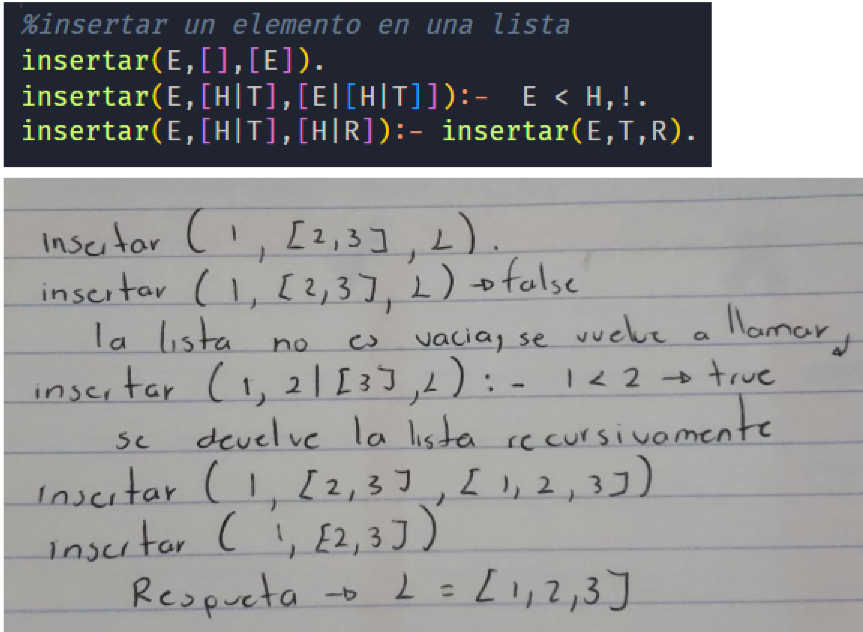 %insertar un elemento en una lista
insertar(E,[],[E]).
insertar(E,[H|T],[E|[H|T]]):-  E < H,!.
insertar(E,[H|T],[H|R]):- insertar(E,T,R).
Insertar ( 1 , [2,3] , L ).
insertar ( 1, [2,3], L ) → false
la lista no es vacia, se vuelve a llamar,
insertar ( 1, 2 | [3] , L ) : - 1 < 2 → true
se devuelve la lista recursivamente
insertar ( 1, [2,3] , [ 1, 2, 3] )
insertar ( 1, [2,3] )
Respueta → L = [ 1, 2, 3]